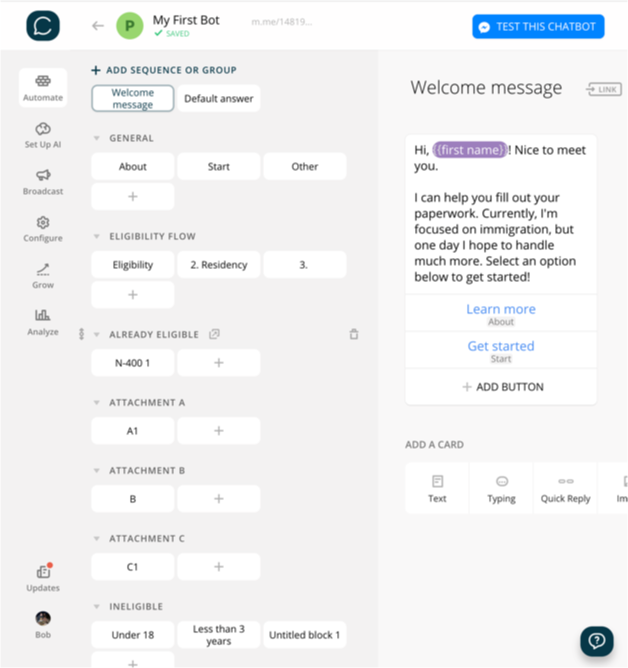 My First Bot
m.me/14819...
SAVED
TEST THIS CHATBOT
Automate
Set Up AI
Broadcast
Configure
Grow
Analyze
Updates
Bob
ADD SEQUENCE OR GROUP
Welcome
message
Default answer
GENERAL
About
Start
Other
ELIGIBILITY FLOW
Eligibility
2. Residency
3.
ALREADY ELIGIBLE
N-400 1
ATTACHMENT A
A1
ATTACHMENT B
B
ATTACHMENT C
C1
INELIGIBLE
Under 18
Less than 3
years
Untitled block 1
Welcome message
LINK
Hi, {{first name}}! Nice to meet
you.
I can help you fill out your
paperwork. Currently, I'm
focused on immigration, but
one day I hope to handle
much more. Select an option
below to get started!
Learn more
About
Get started
Start
ADD BUTTON
ADD A CARD
Text
Typing
Quick Reply
Im